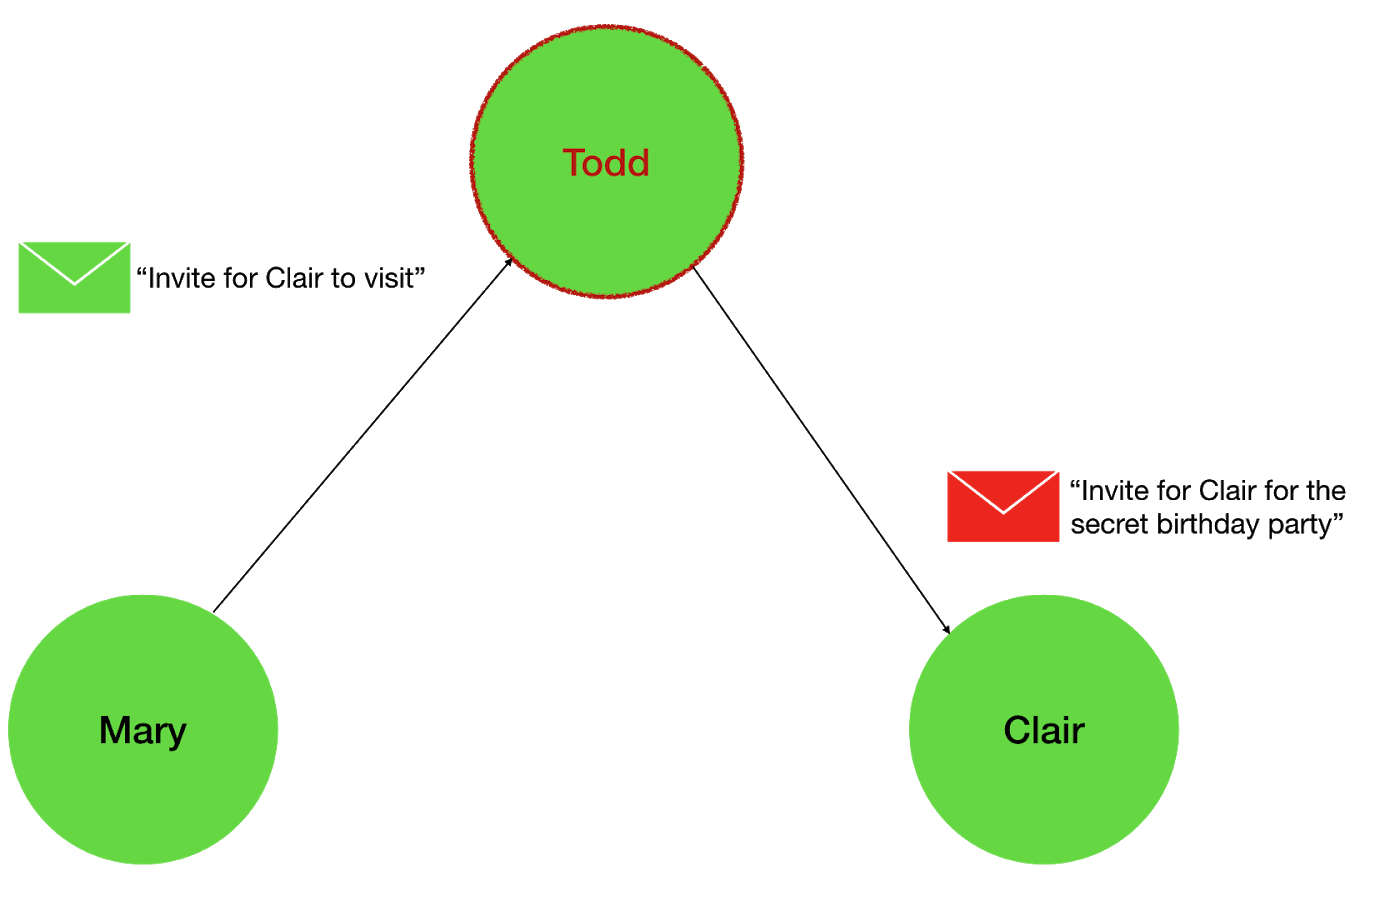 Todd
“Invite for Clair to visit”
“Invite for Clair for the
secret birthday party”
Mary
Clair